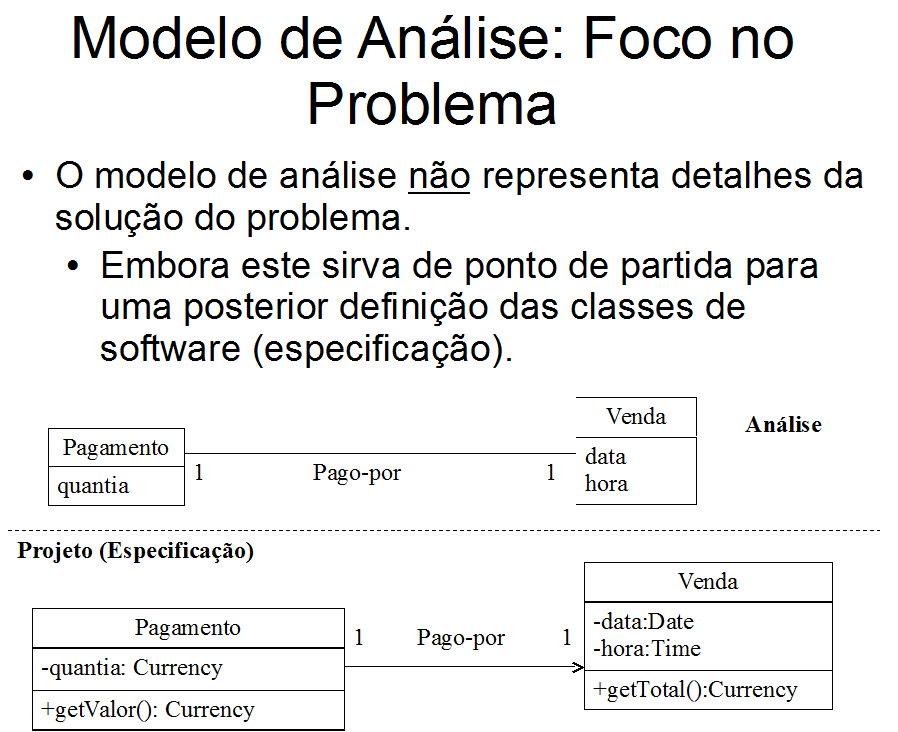 Modelo de Análise: Foco no
Problema
• O modelo de análise não representa detalhes da
solução do problema.
• Embora este sirva de ponto de partida para
uma posterior definição das classes de
software (especificação).
Venda
Análise
Pagamento
data
1
Pago-por
1
quantia
hora
Projeto (Especificação)
Venda
Pagamento
1
Pago-por
1
-data:Date
-hora:Time
-quantia: Currency
+getTotal():Currency
+getValor(): Currency